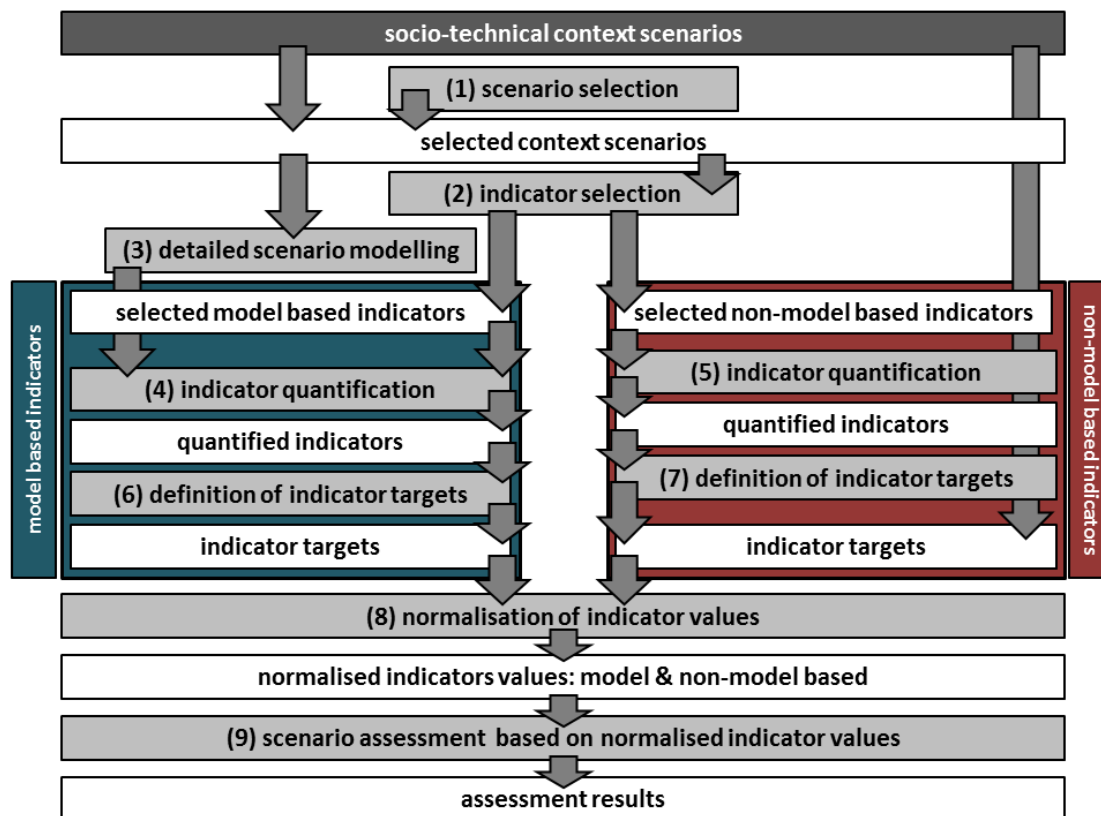 socio-technical context scenarios
(1) scenario selection
selected context scenarios
(2) indicator selection
(3) detailed scenario modelling
model based indicators
selected model based indicators
(4) indicator quantification
quantified indicators
(6) definition of indicator targets
indicator targets
selected non-model based indicators
(5) indicator quantification
quantified indicators
(7) definition of indicator targets
indicator targets
non-model based indicators
(8) normalisation of indicator values
normalised indicators values: model & non-model based
(9) scenario assessment based on normalised indicator values
assessment results